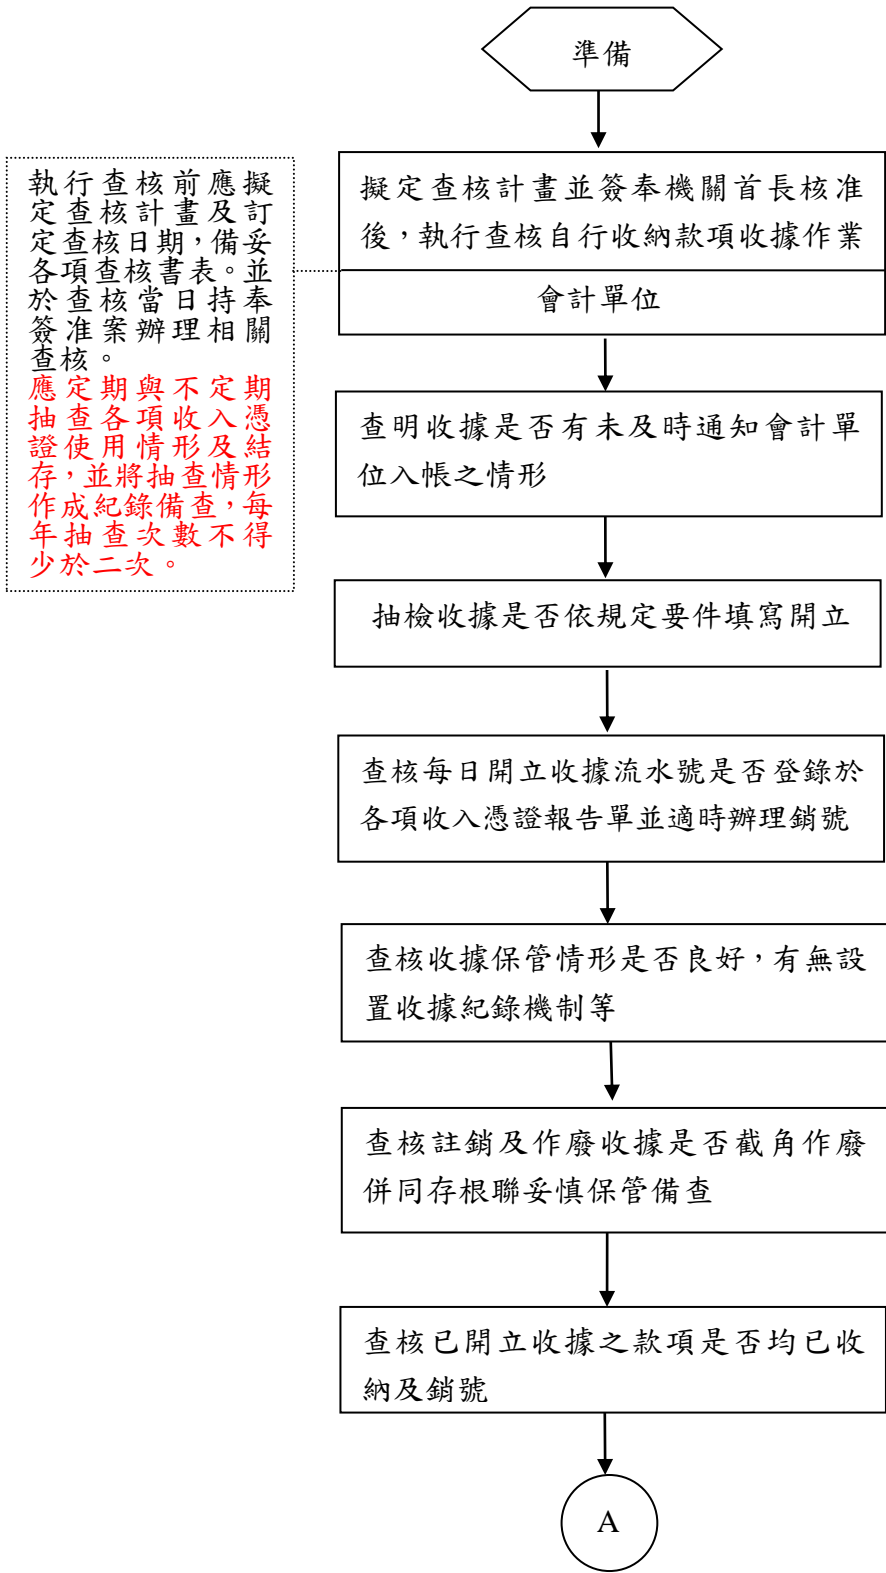 準備
擬定查核計畫並簽奉機關首長核准
後，執行查核自行收納款項收據作業
會計單位
執行查核前應擬
定查核計畫及訂
定查核日期，備妥
各項查核書表。並
於查核當日持奉
簽准案辦理相關
查核。
應定期與不定期
抽查各項收入憑
證使用情形及結
存，並將抽查情形
作成紀錄備查，每
年抽查次數不得
少於二次。
查明收據是否有未及時通知會計單
位入帳之情形
抽檢收據是否依規定要件填寫開立
查核每日開立收據流水號是否登錄於
各項收入憑證報告單並適時辦理銷號
查核收據保管情形是否良好，有無設
置收據紀錄機制等
查核註銷及作廢收據是否截角作廢
併同存根聯妥慎保管備查
查核已開立收據之款項是否均已收
納及銷號
A